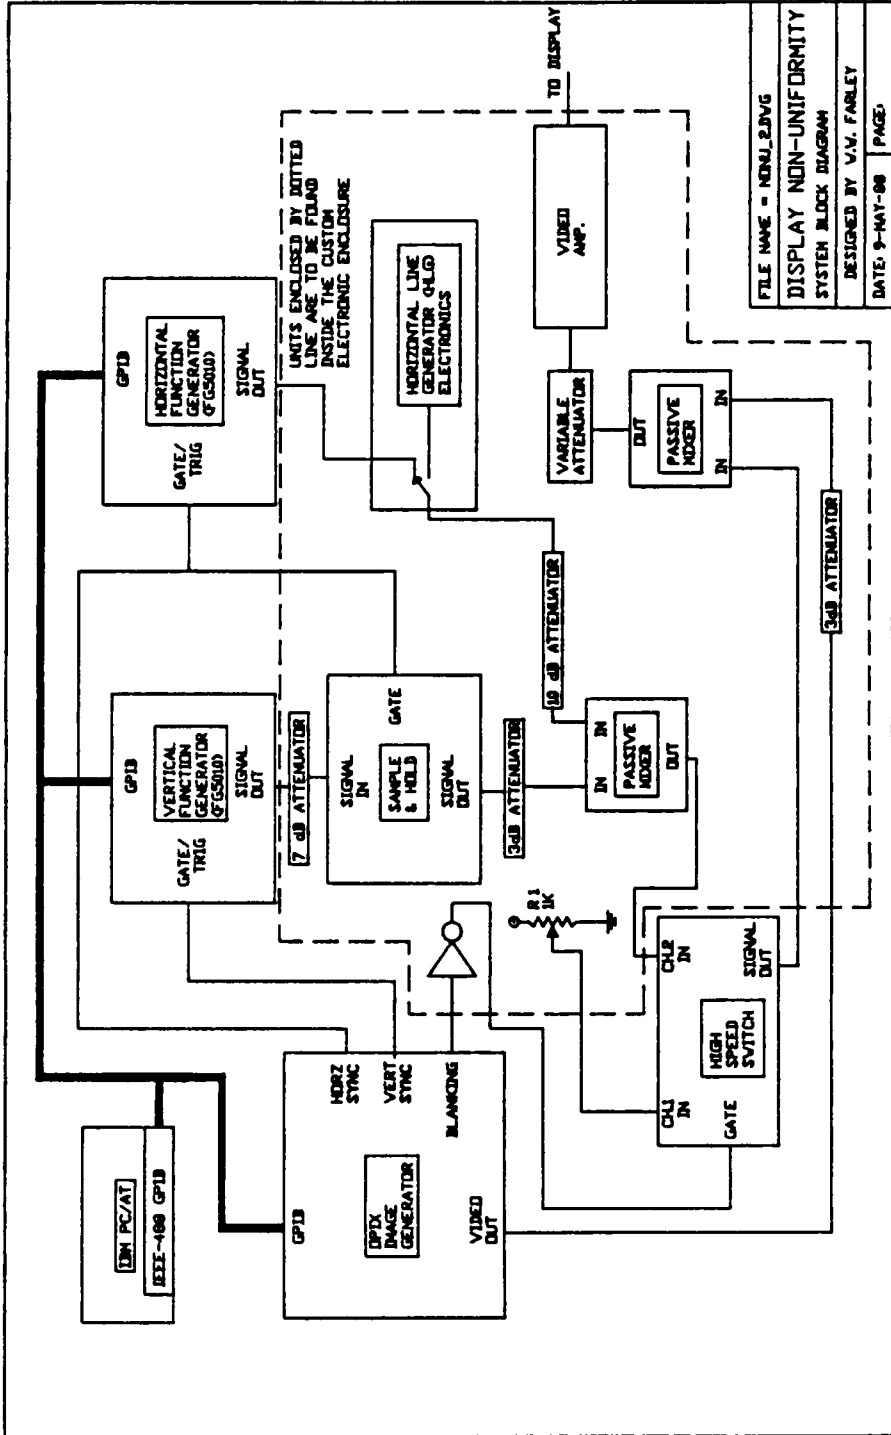 IBM PC/AT
IEEE-488 GPIB
GPIB
OPIX
IMAGE
GENERATOR
HORZ
SYNC
VERT
SYNC
BLANKING
VIDEO
OUT
GPIB
VERTICAL
FUNCTION
GENERATOR
(FG5010)
GATE/
TRIG
SIGNAL
OUT
GPIB
HORIZONTAL
FUNCTION
GENERATOR
(FG5010)
GATE/
TRIG
SIGNAL
OUT
UNITS ENCLOSED BY DOTTED
LINE ARE TO BE FOUND
INSIDE THE CUSTOM
ELECTRONIC ENCLOSURE
7 dB ATTENUATOR
SIGNAL
IN
GATE
SAMPLE
& HOLD
SIGNAL
OUT
HORIZONTAL LINE
GENERATOR (HLG)
ELECTRONICS
3dB ATTENUATOR
10 dB ATTENUATOR
IN
IN
PASSIVE
MIXER
OUT
R1
1K
CH.1
IN
CH.2
IN
GATE
HIGH
SPEED
SWITCH
SIGNAL
OUT
3dB ATTENUATOR
IN
IN
PASSIVE
MIXER
OUT
VARIABLE
ATTENUATOR
VIDEO
AMP.
TO DISPLAY
FILE NAME = NONU_2.DWG
DISPLAY NON-UNIFORMITY
SYSTEM BLOCK DIAGRAM
DESIGNED BY W.W. FARLEY
DATE: 9-MAY-88
PAGE: